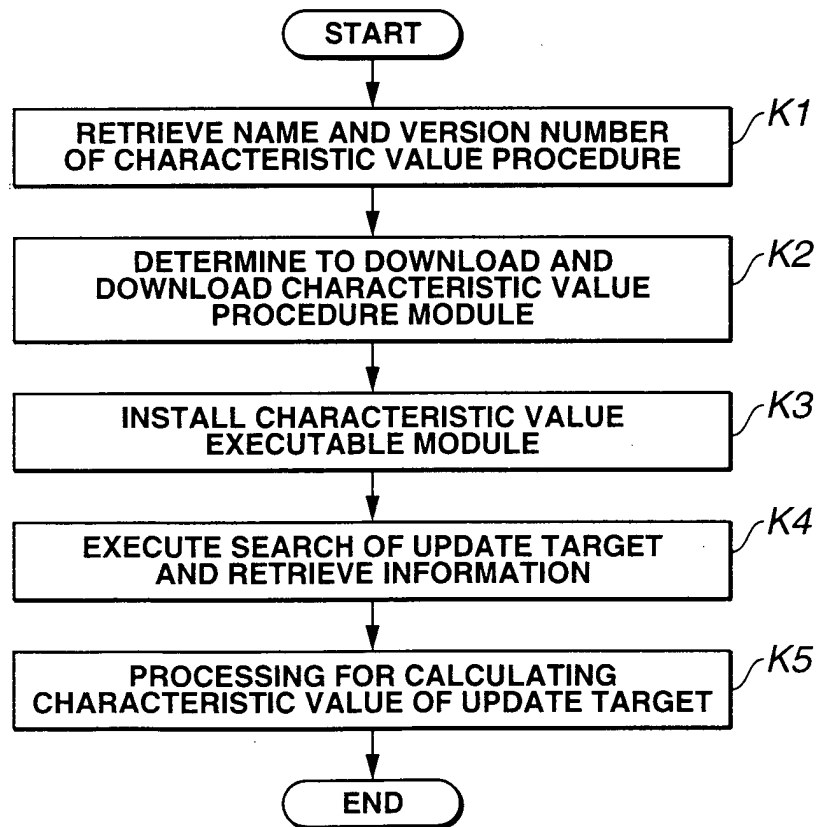 START
RETRIEVE NAME AND VERSION NUMBER
OF CHARACTERISTIC VALUE PROCEDURE
K1
DETERMINE TO DOWNLOAD AND
DOWNLOAD CHARACTERISTIC VALUE
PROCEDURE MODULE
K2
INSTALL CHARACTERISTIC VALUE
EXECUTABLE MODULE
K3
EXECUTE SEARCH OF UPDATE TARGET
AND RETRIEVE INFORMATION
K4
PROCESSING FOR CALCULATING
CHARACTERISTIC VALUE OF UPDATE TARGET
K5
END